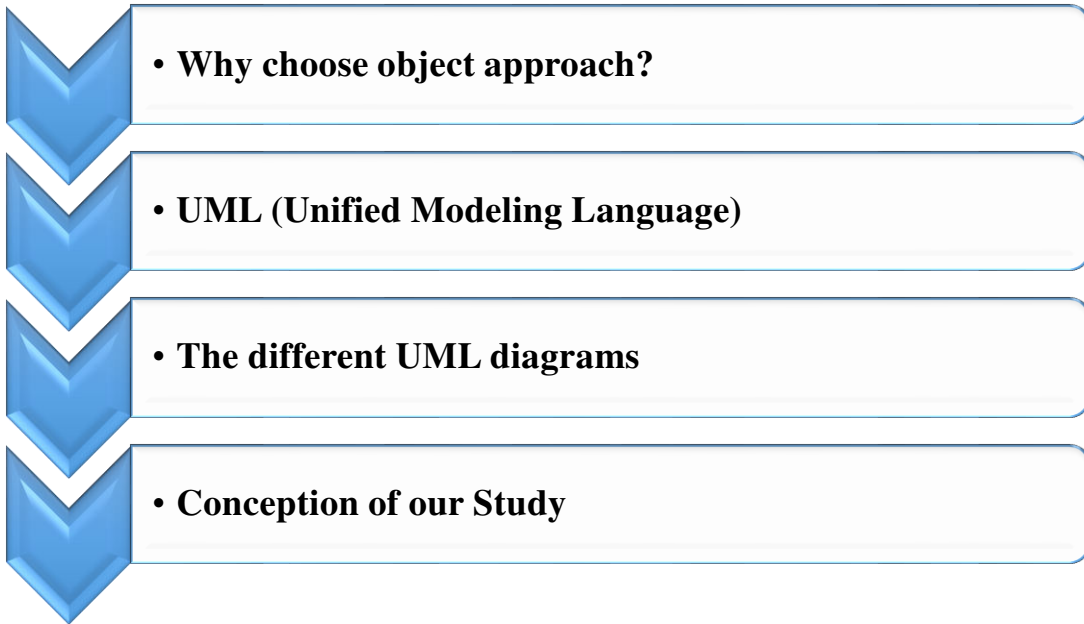 • Why choose object approach?
• UML (Unified Modeling Language)
• The different UML diagrams
• Conception of our Study